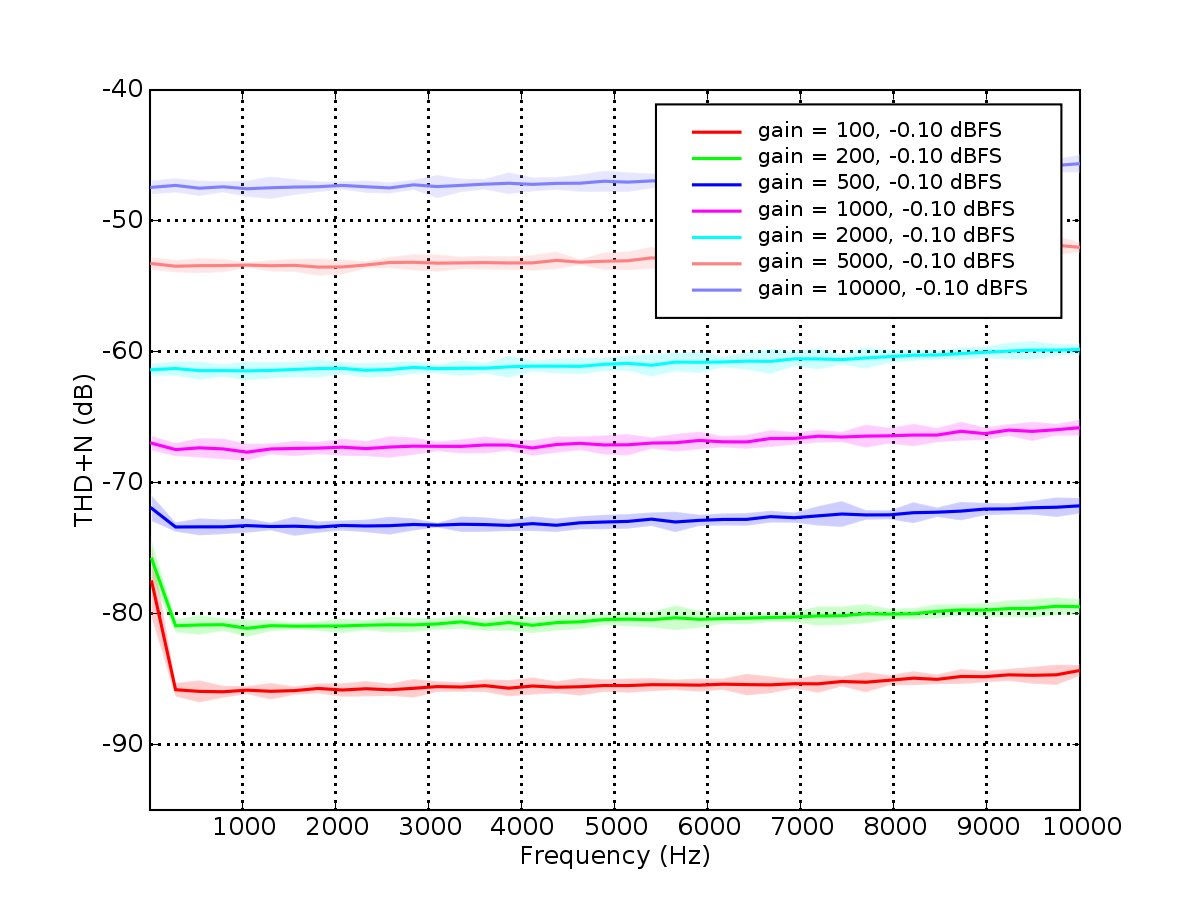 -40
-50
-60
-70
-80
-90
THD+N (dB)
gain = 100, -0.10 dBFS
gain = 200, -0.10 dBFS
gain = 500, -0.10 dBFS
gain = 1000, -0.10 dBFS
gain = 2000, -0.10 dBFS
gain = 5000, -0.10 dBFS
gain = 10000, -0.10 dBFS
1000 2000 3000 4000 5000 6000 7000 8000 9000 10000
Frequency (Hz)